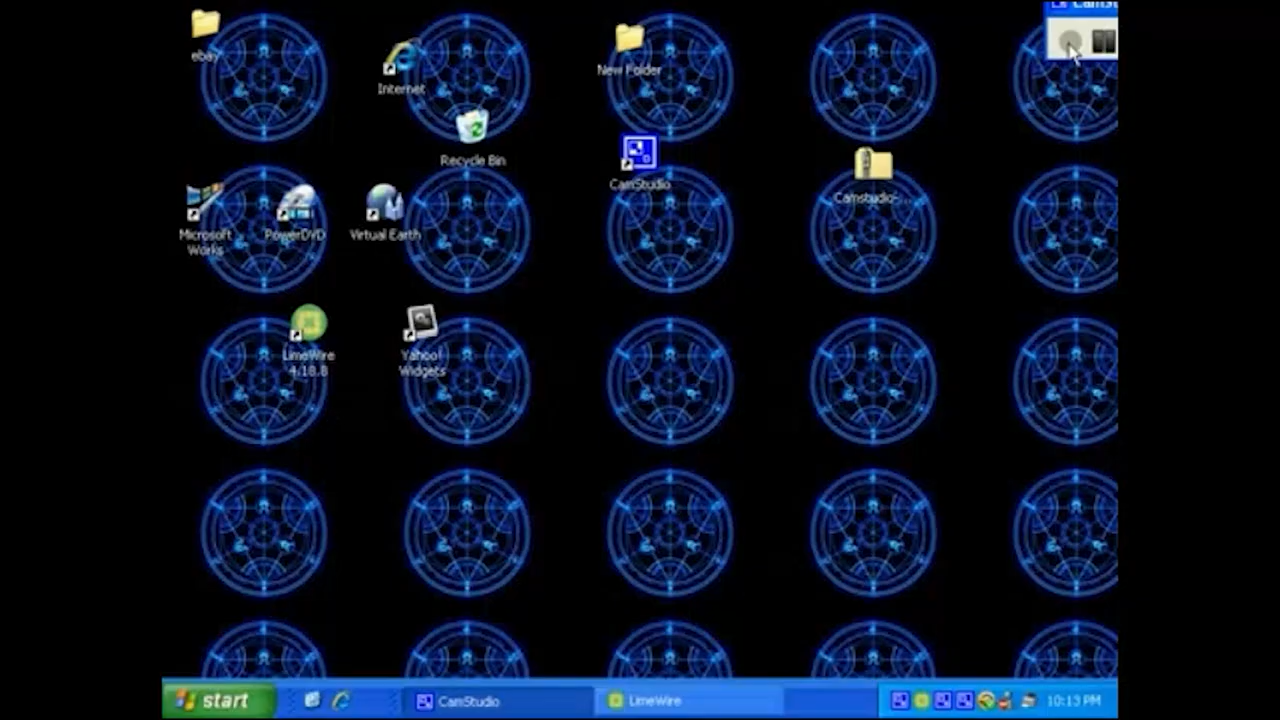 CamSt
ebay
Internet
New Folder
Recycle Bin
CamStudio
Camstudio-...
Microsoft
Works
PowerDVD
Virtual Earth
LimeWire
4.18.8
Yahoo!
Widgets
start
CamStudio
LimeWire
10:13 PM